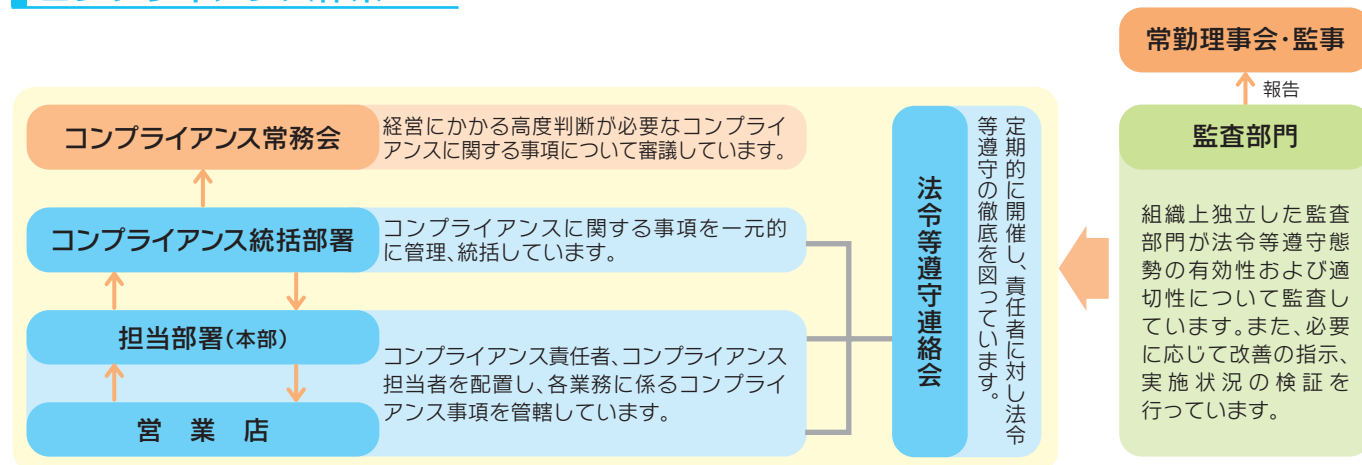 コンプライアンス体系
常勤理事会・監事
報告
監査部門
組織上独立した監査
部門が法令等遵守態
勢の有効性および適
切性について監査し
ています。また、必要
に応じて改善の指示、
実施状況の検証を
行っています。
コンプライアンス常務会
経営にかかる高度判断が必要なコンプライ
アンスに関する事項について審議しています。
コンプライアンス統括部署
コンプライアンスに関する事項を一元的
に管理、統括しています。
担当部署(本部)
営業店
コンプライアンス責任者、コンプライアンス
担当者を配置し、各業務に係るコンプライ
アンス事項を管轄しています。
法令等遵守連絡会
定期的に開催し、責任者に対し法令
等遵守の徹底を図っています。